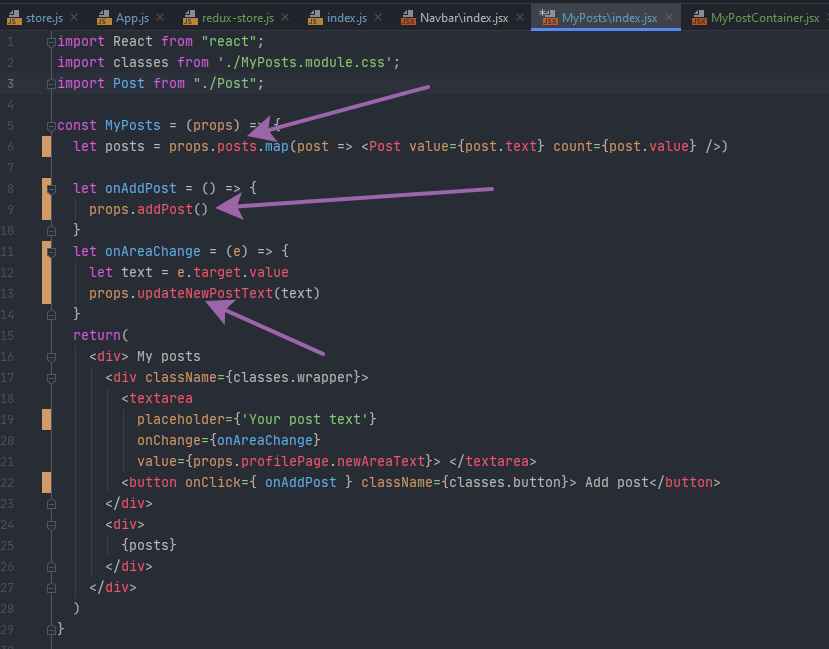 store.js App.js redux-store.js index.js Navbar\index.jsx MyPosts\index.jsx MyPostContainer.jsx
1 import React from "react";
2 import classes from './MyPosts.module.css';
3 import Post from "./Post";
4
5 const MyPosts = (props) => {
6 let posts = props.posts.map(post => <Post value={post.text} count={post.value} />)
7
8 let onAddPost = () => {
9 props.addPost()
10 }
11 let onAreaChange = (e) => {
12 let text = e.target.value
13 props.updateNewPostText(text)
14 }
15 return(
16 <div> My posts
17 <div className={classes.wrapper}>
18 <textarea
19 placeholder={'Your post text'}
20 onChange={onAreaChange}
21 value={props.profilePage.newAreaText}> </textarea>
22 <button onClick={ onAddPost } className={classes.button}> Add post</button>
23 </div>
24 <div>
25 {posts}
26 </div>
27 </div>
28 )
29 }